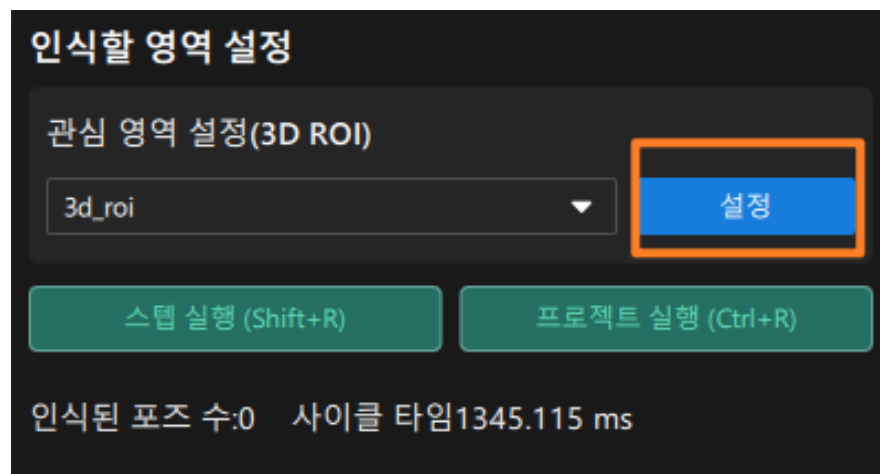 인식할 영역 설정
관심 영역 설정(3D ROI)
3d_roi
설정
스텝 실행 (Shift+R)
프로젝트 실행 (Ctrl+R)
인식된 포즈 수:0 사이클 타임1345.115 ms